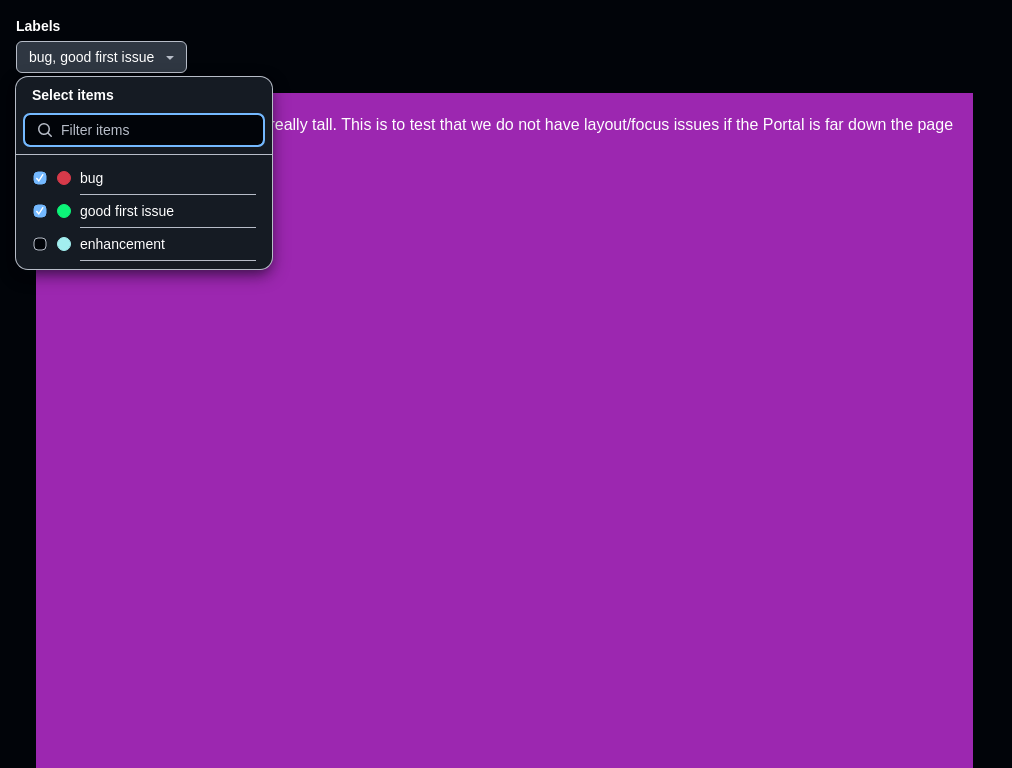 Labels
bug, good first issue
Select items
Filter items
really tall. This is to test that we do not have layout/focus issues if the Portal is far down the page
bug
good first issue
enhancement